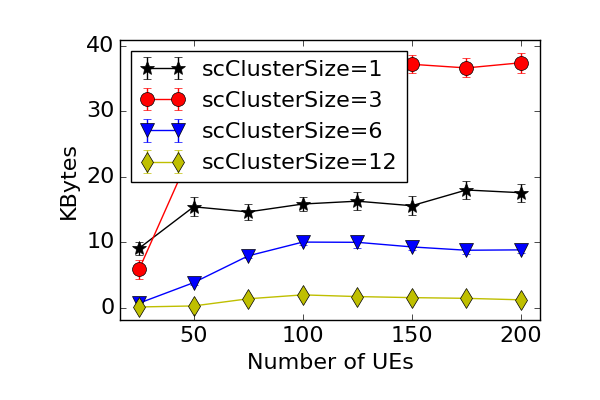 40
30
20
10
0
KBytes
scClusterSize=1
scClusterSize=3
scClusterSize=6
scClusterSize=12
50
100
150
200
Number of UEs